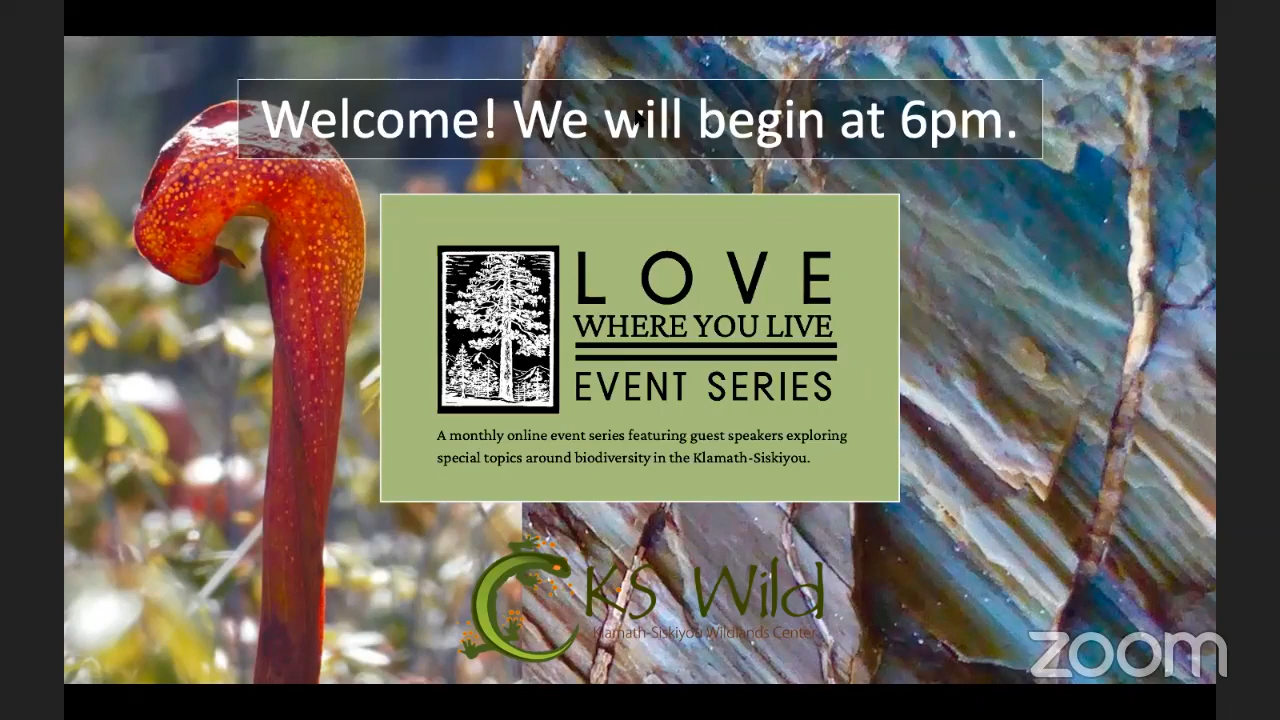 Welcome! We will begin at 6pm.
LOVE
WHERE YOU LIVE
EVENT SERIES
A monthly online event series featuring guest speakers exploring
special topics around biodiversity in the Klamath-Siskiyou.
KS Wild
Klamath-Siskiyou Wildlands Center
zoom